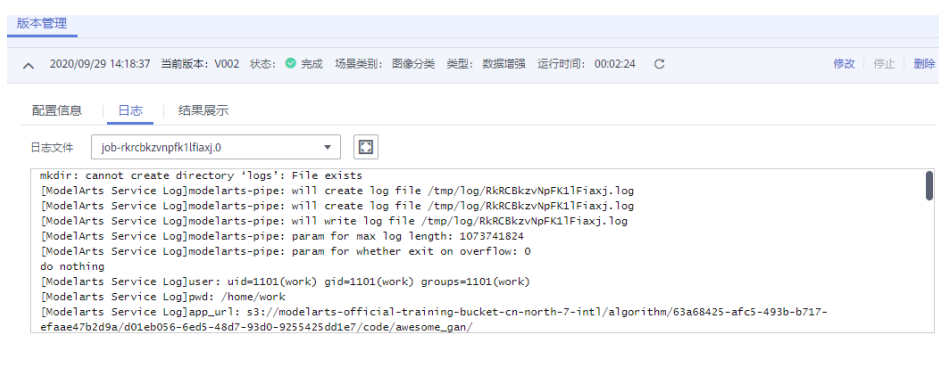 版本管理
2020/09/29 14:18:37 当前版本: V002 状态: 完成 场景类别: 图像分类 类型: 数据增强 运行时间: 00:02:24 修改 停止 删除
配置信息 日志 结果展示
日志文件 job-rkrcbkzvnpfk1lfiaxj.0
mkdir: cannot create directory ‘logs’: File exists
[ModelArts Service Log]modelarts-pipe: will create log file /tmp/log/RkRCBkzvNpFK1lFiaxj.log
[ModelArts Service Log]modelarts-pipe: will create log file /tmp/log/RkRCBkzvNpFK1lFiaxj.log
[ModelArts Service Log]modelarts-pipe: will write log file /tmp/log/RkRCBkzvNpFK1lFiaxj.log
[ModelArts Service Log]modelarts-pipe: param for max log length: 1073741824
[ModelArts Service Log]modelarts-pipe: param for whether exit on overflow: 0
do nothing
[Modelarts Service Log]user: uid=1101(work) gid=1101(work) groups=1101(work)
[Modelarts Service Log]pwd: /home/work
[Modelarts Service Log]app_url: s3://modelarts-official-training-bucket-cn-north-7-intl/algorithm/63a68425-afc5-493b-b717-
efaae47b2d9a/d01eb056-6ed5-48d7-93d0-9255425dd1e7/code/awesome_gan/